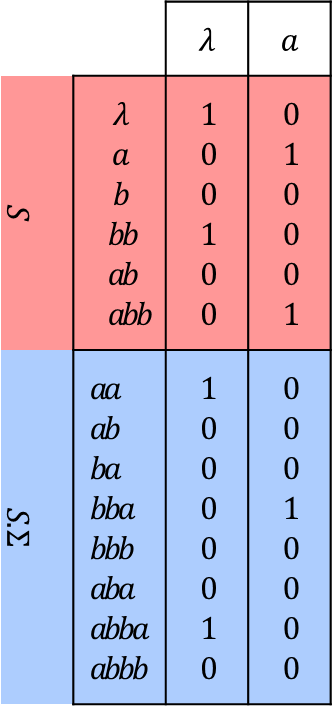 λ a
S
λ 1 0
a 0 1
b 0 0
bb 1 0
ab 0 0
abb 0 1
S.Σ
aa 1 0
ab 0 0
ba 0 0
bba 0 1
bbb 0 0
aba 0 0
abba 1 0
abbb 0 0